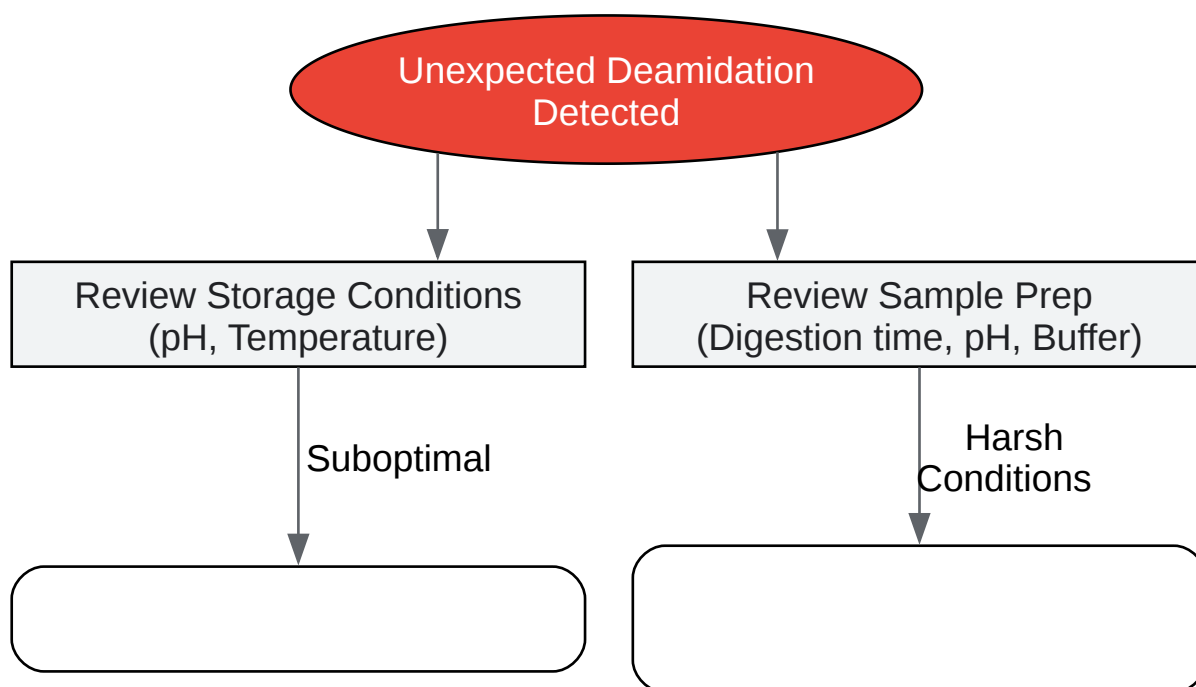 Unexpected Deamidation
Detected
Review Storage Conditions
(pH, Temperature)
Review Sample Prep
(Digestion time, pH, Buffer)
Suboptimal
Harsh
Conditions